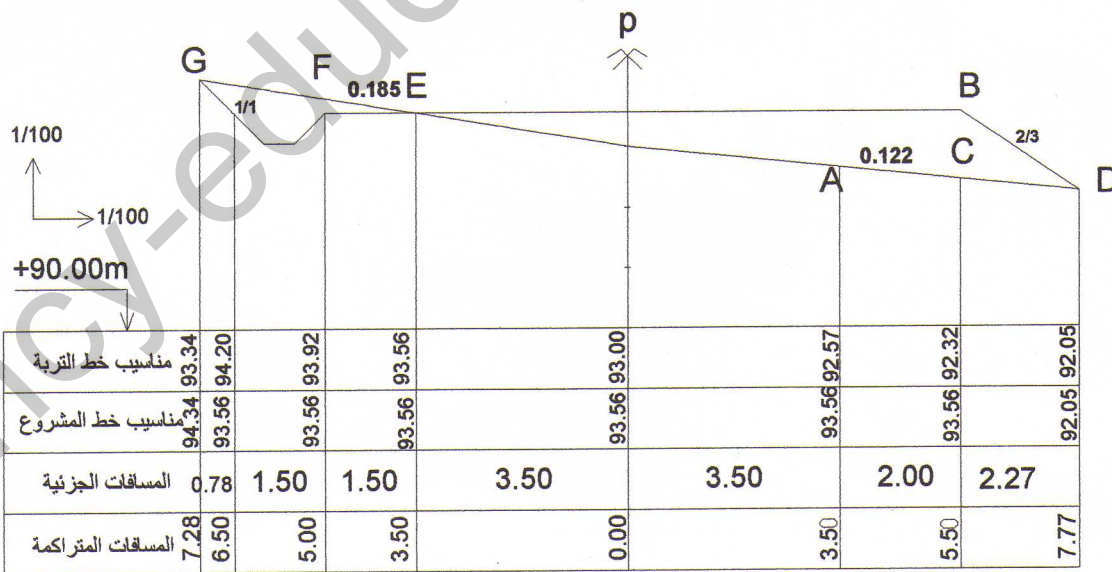 p
G F 0.185 E B
1/1 2/3
1/100 0.122 C
A D
1/100
+90.00m
مناسيب خط التربة 93.34 94.20 93.92 93.56 93.00 92.57 92.32 92.05
مناسيب خط المشروع 94.34 93.56 93.56 93.56 93.56 93.56 93.56 92.05
المسافات الجزئية 0.78 1.50 1.50 3.50 3.50 2.00 2.27
المسافات المتراكمة 7.28 6.50 5.00 3.50 0.00 3.50 5.50 7.77